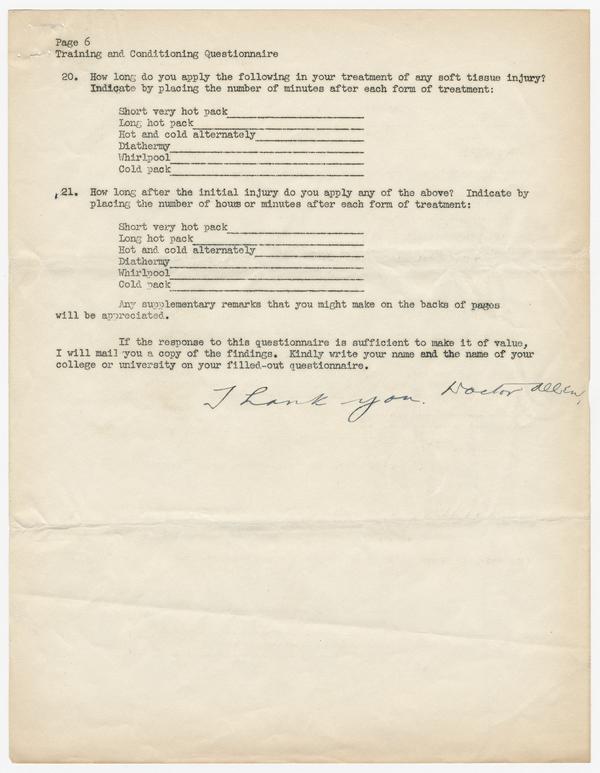 Page 6
Training and Conditioning Questionnaire
20. How long do you apply the following in your treatment of any soft tissue injury?
Indicate by placing the number of minutes after each form of treatment:
Short very hot pack
Long hot pack
Hot and cold alternately
Diathermy
Whirlpool
Cold pack
21. How long after the initial injury do you apply any of the above? Indicate by
placing the number of hours or minutes after each form of treatment:
Short very hot pack
Long hot pack
Hot and cold alternately
Diathermy
Whirlpool
Cold pack
Any supplementary remarks that you might make on the backs of pages
will be appreciated.
If the response to this questionnaire is sufficient to make it of value,
I will mail you a copy of the findings. Kindly write your name and the name of your
college or university on your filled-out questionnaire.
Thank you. Doctor Allen,